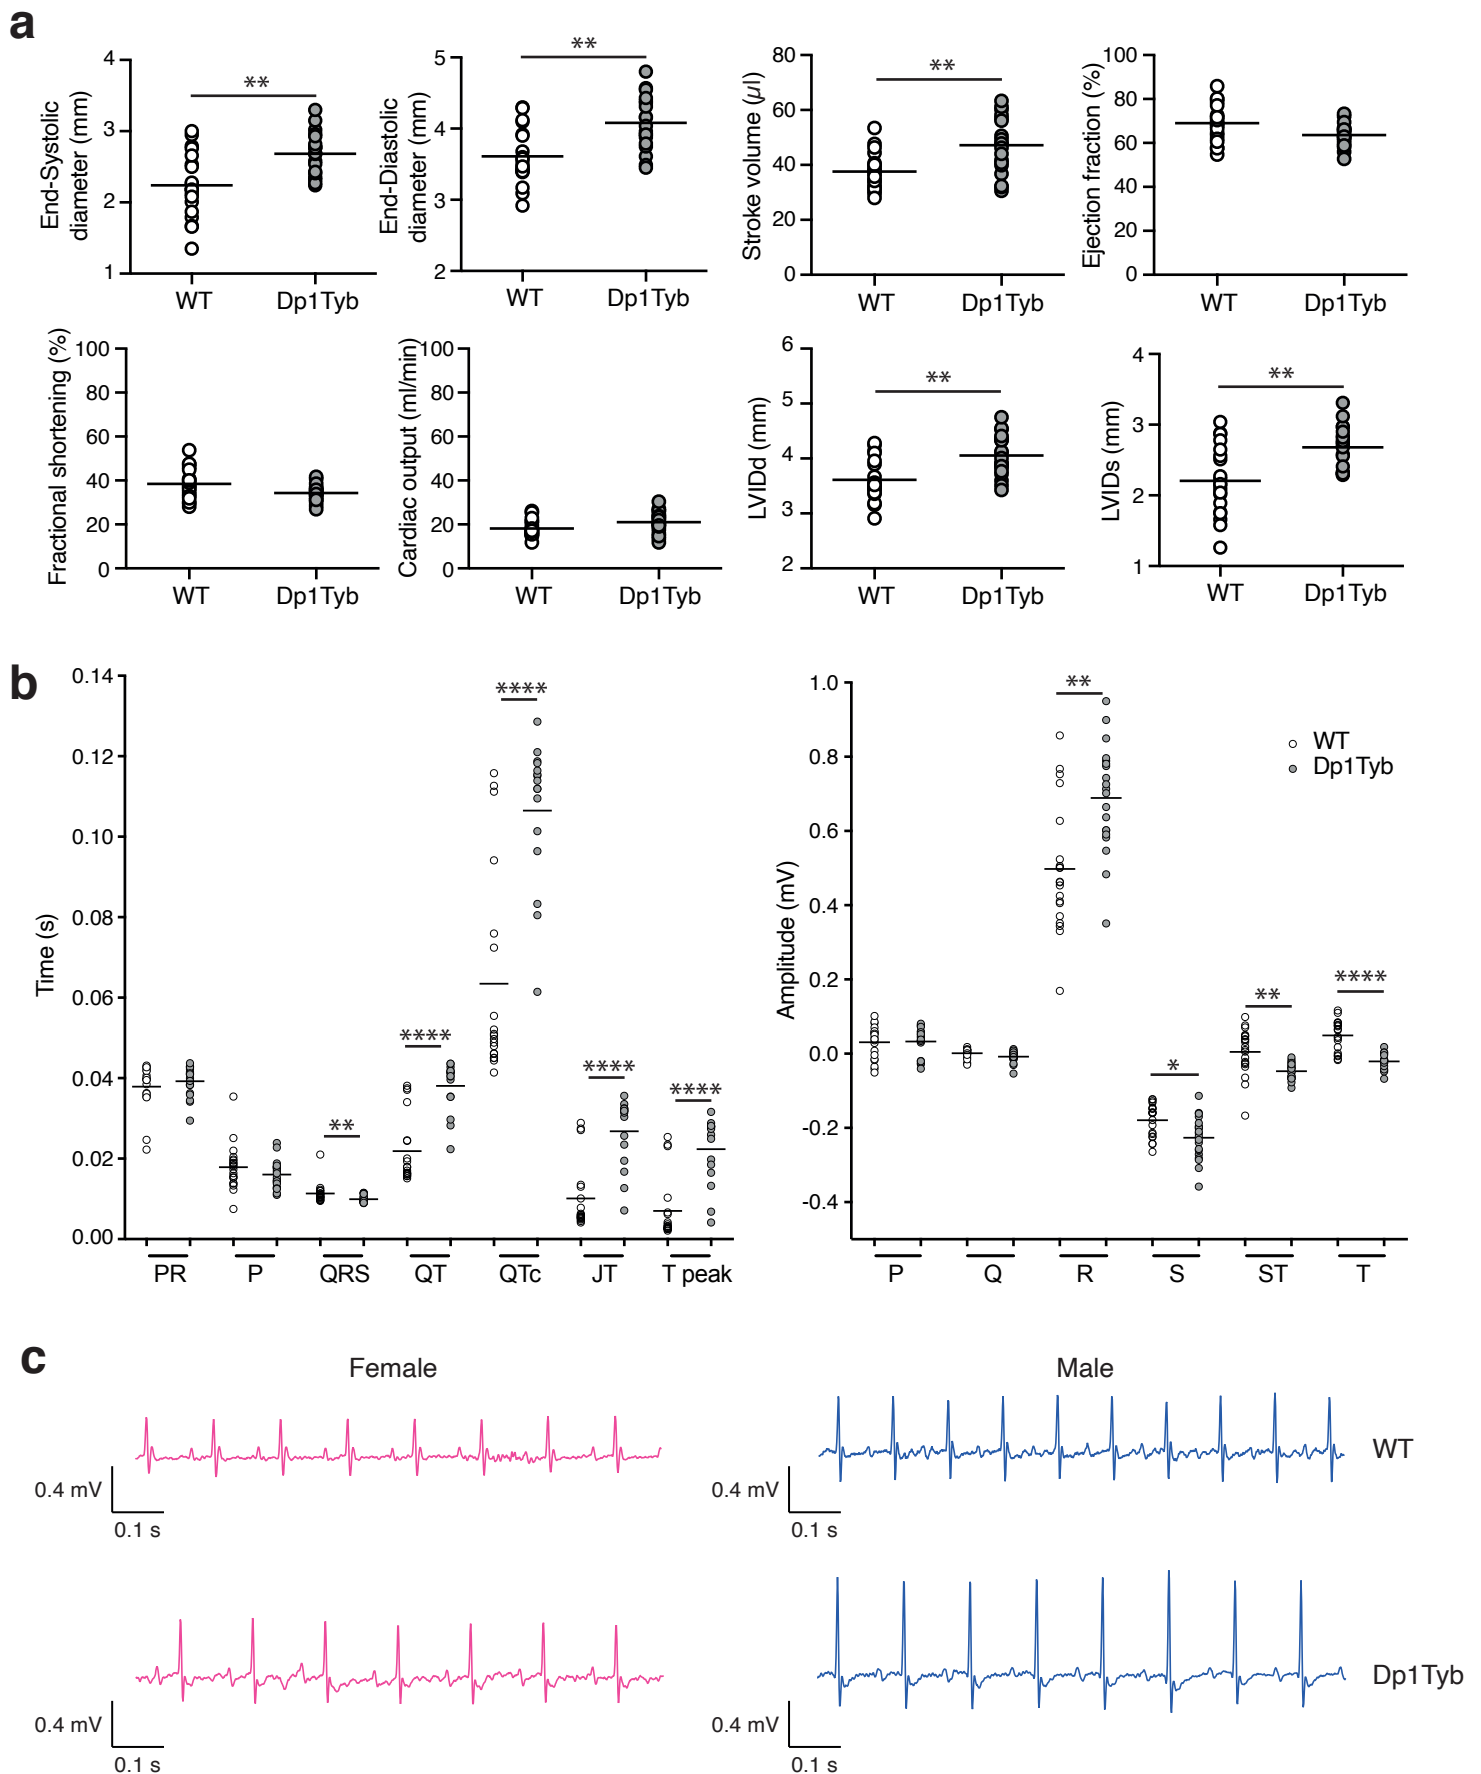 a
End-Systolic
diameter (mm)
4
3
2
1
**
WT
Dp1Tyb
End-Diastolic
diameter (mm)
5
4
3
2
**
WT
Dp1Tyb
Stroke volume (µl)
80
60
40
20
0
**
WT
Dp1Tyb
Ejection fraction (%)
100
80
60
40
20
0
WT
Dp1Tyb
Fractional shortening (%)
100
80
60
40
20
0
WT
Dp1Tyb
Cardiac output (ml/min)
100
80
60
40
20
0
WT
Dp1Tyb
LVIDd (mm)
6
5
4
3
2
**
WT
Dp1Tyb
LVIDs (mm)
4
3
2
1
**
WT
Dp1Tyb
b
Time (s)
0.14
0.12
0.10
0.08
0.06
0.04
0.02
0.00
**
****
****
****
****
PR
P
QRS
QT
QTc
JT
T peak
Amplitude (mV)
1.0
0.8
0.6
0.4
0.2
0.0
-0.2
-0.4
**
*
**
****
WT
Dp1Tyb
P
Q
R
S
ST
T
c
Female
Male
WT
0.4 mV
0.1 s
0.4 mV
0.1 s
Dp1Tyb
0.4 mV
0.1 s
0.4 mV
0.1 s